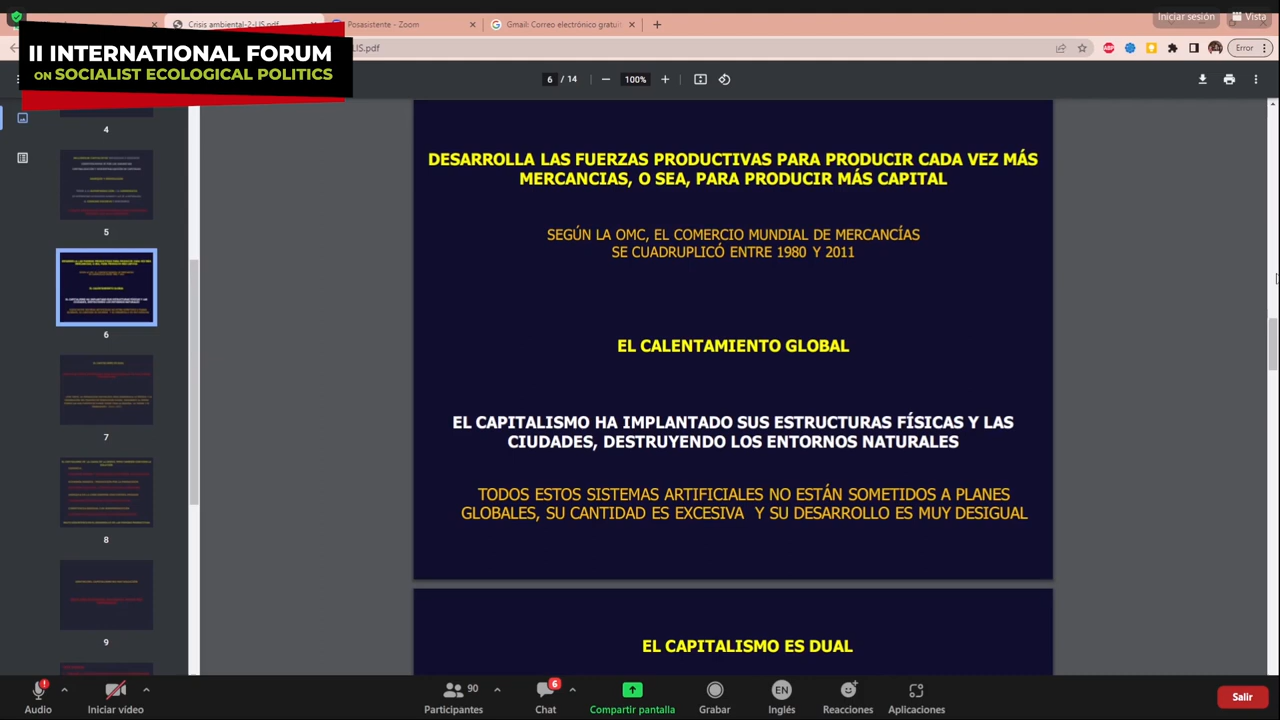 Crisis ambiental-2-LIS.pdf
Posasistente - Zoom
Gmail: Correo electrónico gratuit
Iniciar sesión
Vista
II INTERNATIONAL FORUM
ON SOCIALIST ECOLOGICAL POLITICS
LIS.pdf
ABP
Error
6 / 14
100%
4
5
6
7
8
9
DESARROLLA LAS FUERZAS PRODUCTIVAS PARA PRODUCIR CADA VEZ MÁS
MERCANCIAS, O SEA, PARA PRODUCIR MÁS CAPITAL
SEGÚN LA OMC, EL COMERCIO MUNDIAL DE MERCANCÍAS
SE CUADRUPLICÓ ENTRE 1980 Y 2011
EL CALENTAMIENTO GLOBAL
EL CAPITALISMO HA IMPLANTADO SUS ESTRUCTURAS FÍSICAS Y LAS
CIUDADES, DESTRUYENDO LOS ENTORNOS NATURALES
TODOS ESTOS SISTEMAS ARTIFICIALES NO ESTÁN SOMETIDOS A PLANES
GLOBALES, SU CANTIDAD ES EXCESIVA Y SU DESARROLLO ES MUY DESIGUAL
EL CAPITALISMO ES DUAL
Audio
Iniciar vídeo
90
Participantes
6
Chat
Compartir pantalla
Grabar
EN
Inglés
Reacciones
Aplicaciones
Salir